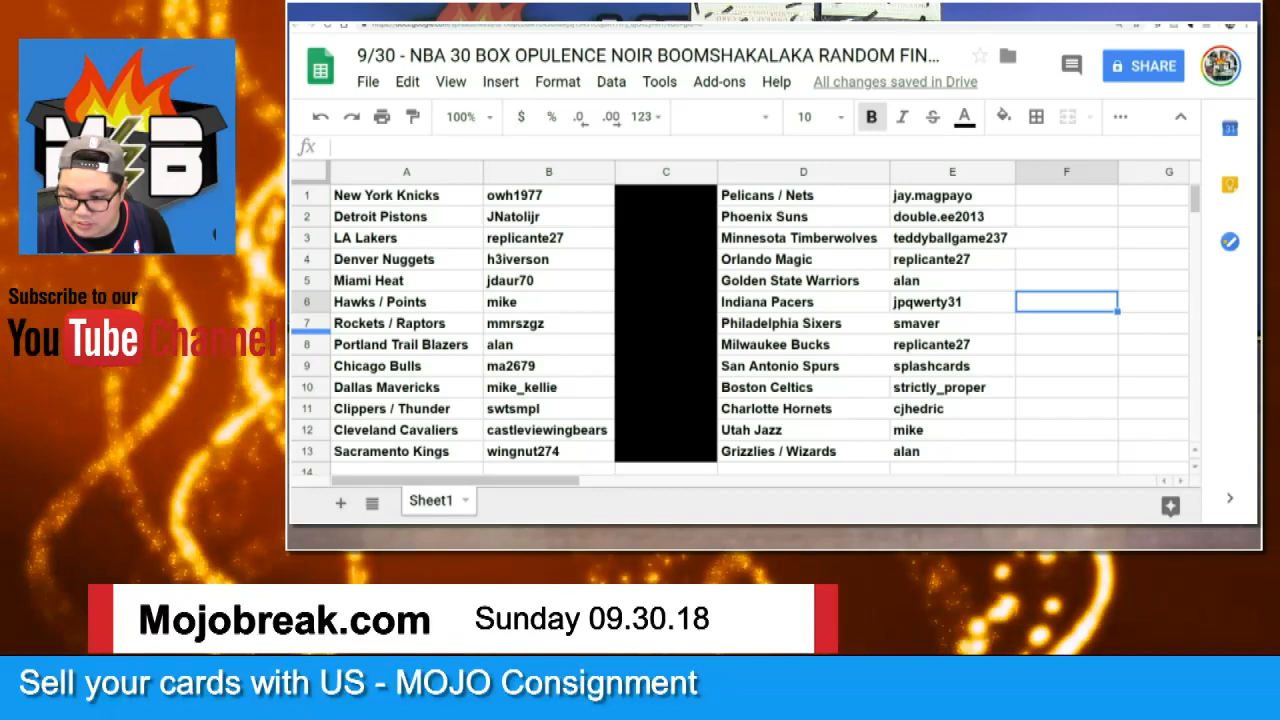 9/30 - NBA 30 BOX OPULENCE NOIR BOOMSHAKALAKA RANDOM FIN...
File Edit View Insert Format Data Tools Add-ons Help All changes saved in Drive
SHARE
100% $ % .0 .00 123 10 B I S A ...
31
fx
A B C D E F G
1 New York Knicks owh1977 Pelicans / Nets jay.magpayo
2 Detroit Pistons JNatolijr Phoenix Suns double.ee2013
3 LA Lakers replicante27 Minnesota Timberwolves teddyballgame237
4 Denver Nuggets h3iverson Orlando Magic replicante27
5 Miami Heat jdaur70 Golden State Warriors alan
6 Hawks / Points mike Indiana Pacers jpqwerty31
7 Rockets / Raptors mmrszgz Philadelphia Sixers smaver
8 Portland Trail Blazers alan Milwaukee Bucks replicante27
9 Chicago Bulls ma2679 San Antonio Spurs splashcards
10 Dallas Mavericks mike_kellie Boston Celtics strictly_proper
11 Clippers / Thunder swtsmpl Charlotte Hornets cjhedric
12 Cleveland Cavaliers castleviewingbears Utah Jazz mike
13 Sacramento Kings wingnut274 Grizzlies / Wizards alan
14
Sheet1
Subscribe to our
YouTube Channel
Mojobreak.com Sunday 09.30.18
Sell your cards with US - MOJO Consignment